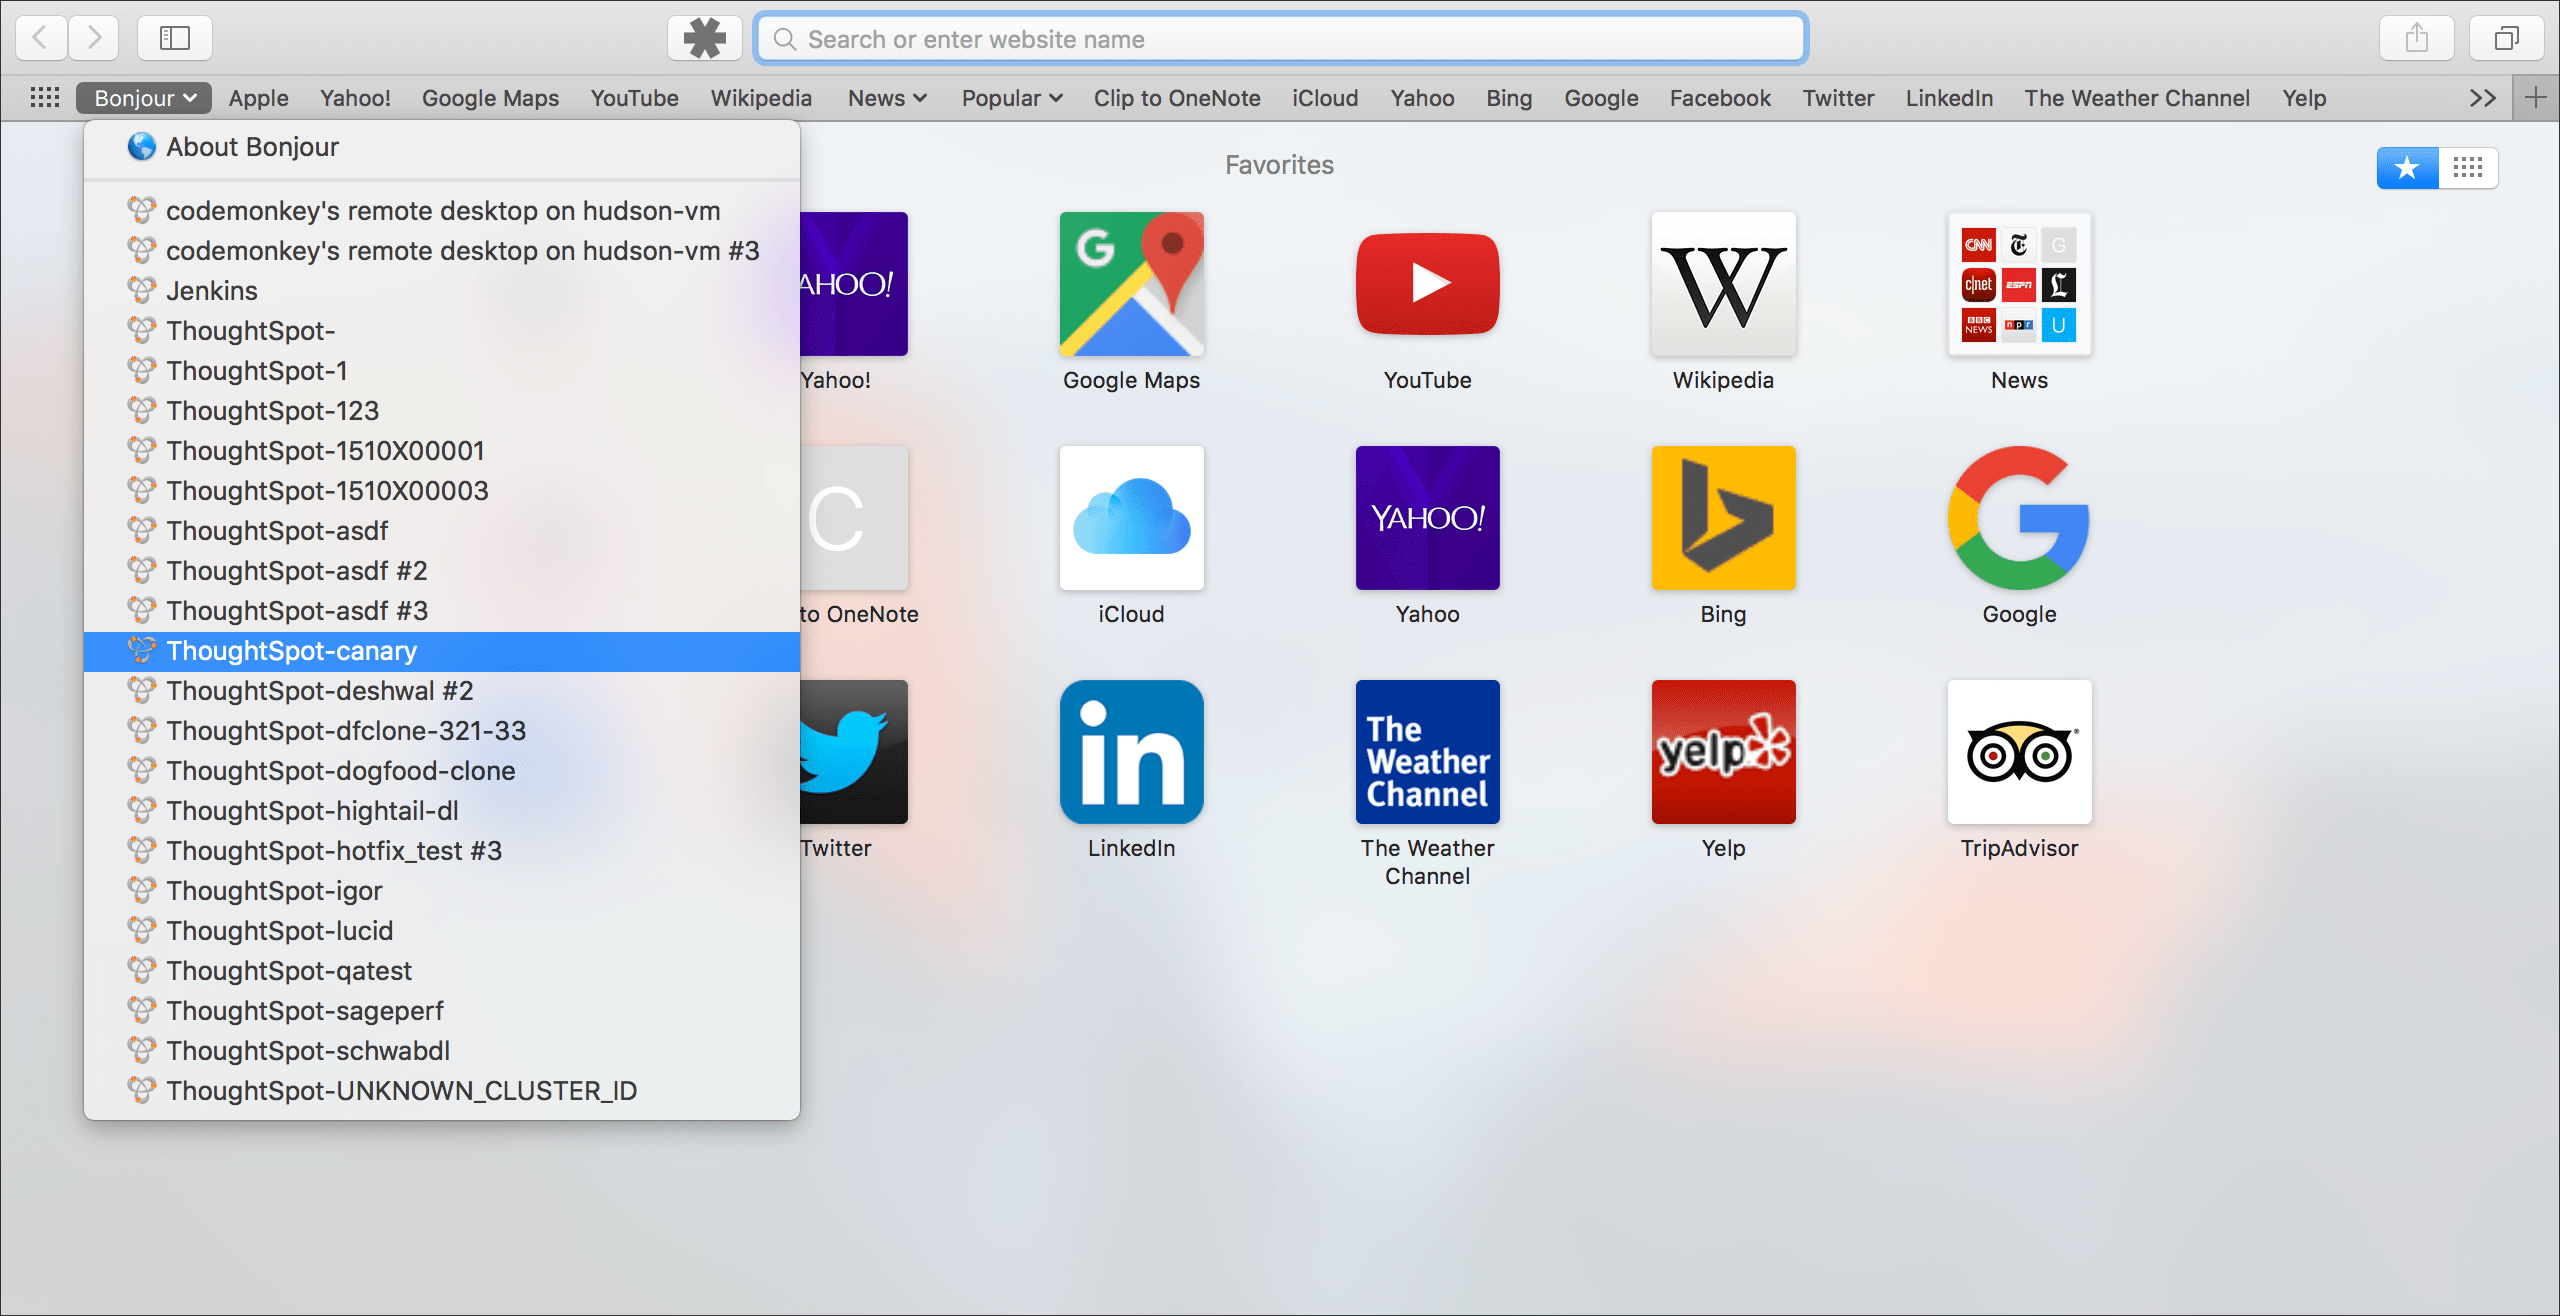 Search or enter website name
Bonjour Apple Yahoo! Google Maps YouTube Wikipedia News Popular Clip to OneNote iCloud Yahoo Bing Google Facebook Twitter LinkedIn The Weather Channel Yelp
About Bonjour
codemonkey's remote desktop on hudson-vm
codemonkey's remote desktop on hudson-vm #3
Jenkins
ThoughtSpot-
ThoughtSpot-1
ThoughtSpot-123
ThoughtSpot-1510X00001
ThoughtSpot-1510X00003
ThoughtSpot-asdf
ThoughtSpot-asdf #2
ThoughtSpot-asdf #3
ThoughtSpot-canary
ThoughtSpot-deshwal #2
ThoughtSpot-dfclone-321-33
ThoughtSpot-dogfood-clone
ThoughtSpot-hightail-dl
ThoughtSpot-hotfix_test #3
ThoughtSpot-igor
ThoughtSpot-lucid
ThoughtSpot-qatest
ThoughtSpot-sageperf
ThoughtSpot-schwabdl
ThoughtSpot-UNKNOWN_CLUSTER_ID
Favorites
AHOO!
G
W
CNN T G
c|net ESPN L
BBC NEWS npr U
Yahoo! Google Maps YouTube Wikipedia News
C
YAHOO!
to OneNote iCloud Yahoo Bing Google
in
The Weather Channel
yelp
Twitter LinkedIn The Weather Yelp TripAdvisor
Channel